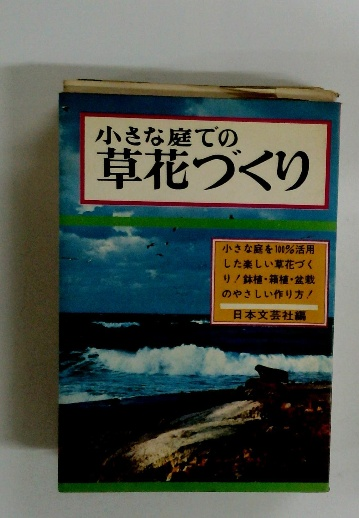 小さな庭での
草花づくり
小さな庭を100%活用
した楽しい草花づく
り!鉢植・箱植・盆栽
のやさしい作り方!
日本文芸社編